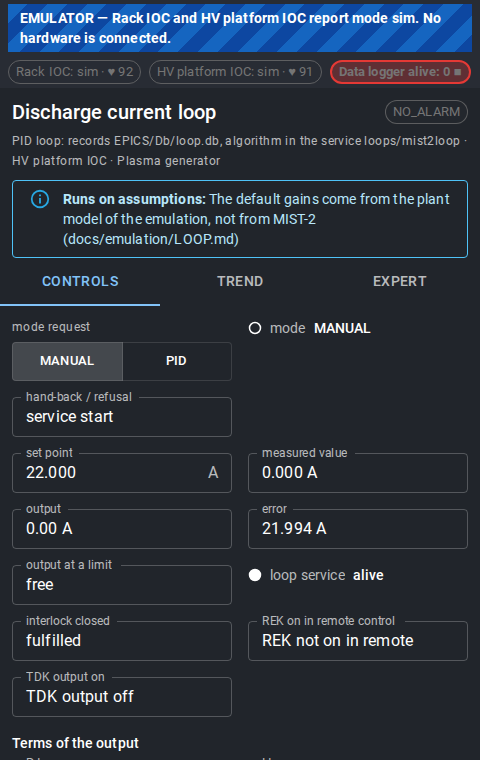 EMULATOR — Rack IOC and HV platform IOC report mode sim. No
hardware is connected.
Rack IOC: sim · ♥ 92
HV platform IOC: sim · ♥ 91
Data logger alive: 0 ■
Discharge current loop
NO_ALARM
PID loop: records EPICS/Db/loop.db, algorithm in the service loops/mist2loop ·
HV platform IOC · Plasma generator
Runs on assumptions: The default gains come from the plant
model of the emulation, not from MIST-2
(docs/emulation/LOOP.md)
CONTROLS
TREND
EXPERT
mode request
mode MANUAL
MANUAL
PID
hand-back / refusal
service start
set point
22.000 A
measured value
0.000 A
output
0.00 A
error
21.994 A
output at a limit
free
loop service alive
interlock closed
fulfilled
REK on in remote control
REK not on in remote
TDK output on
TDK output off
Terms of the output